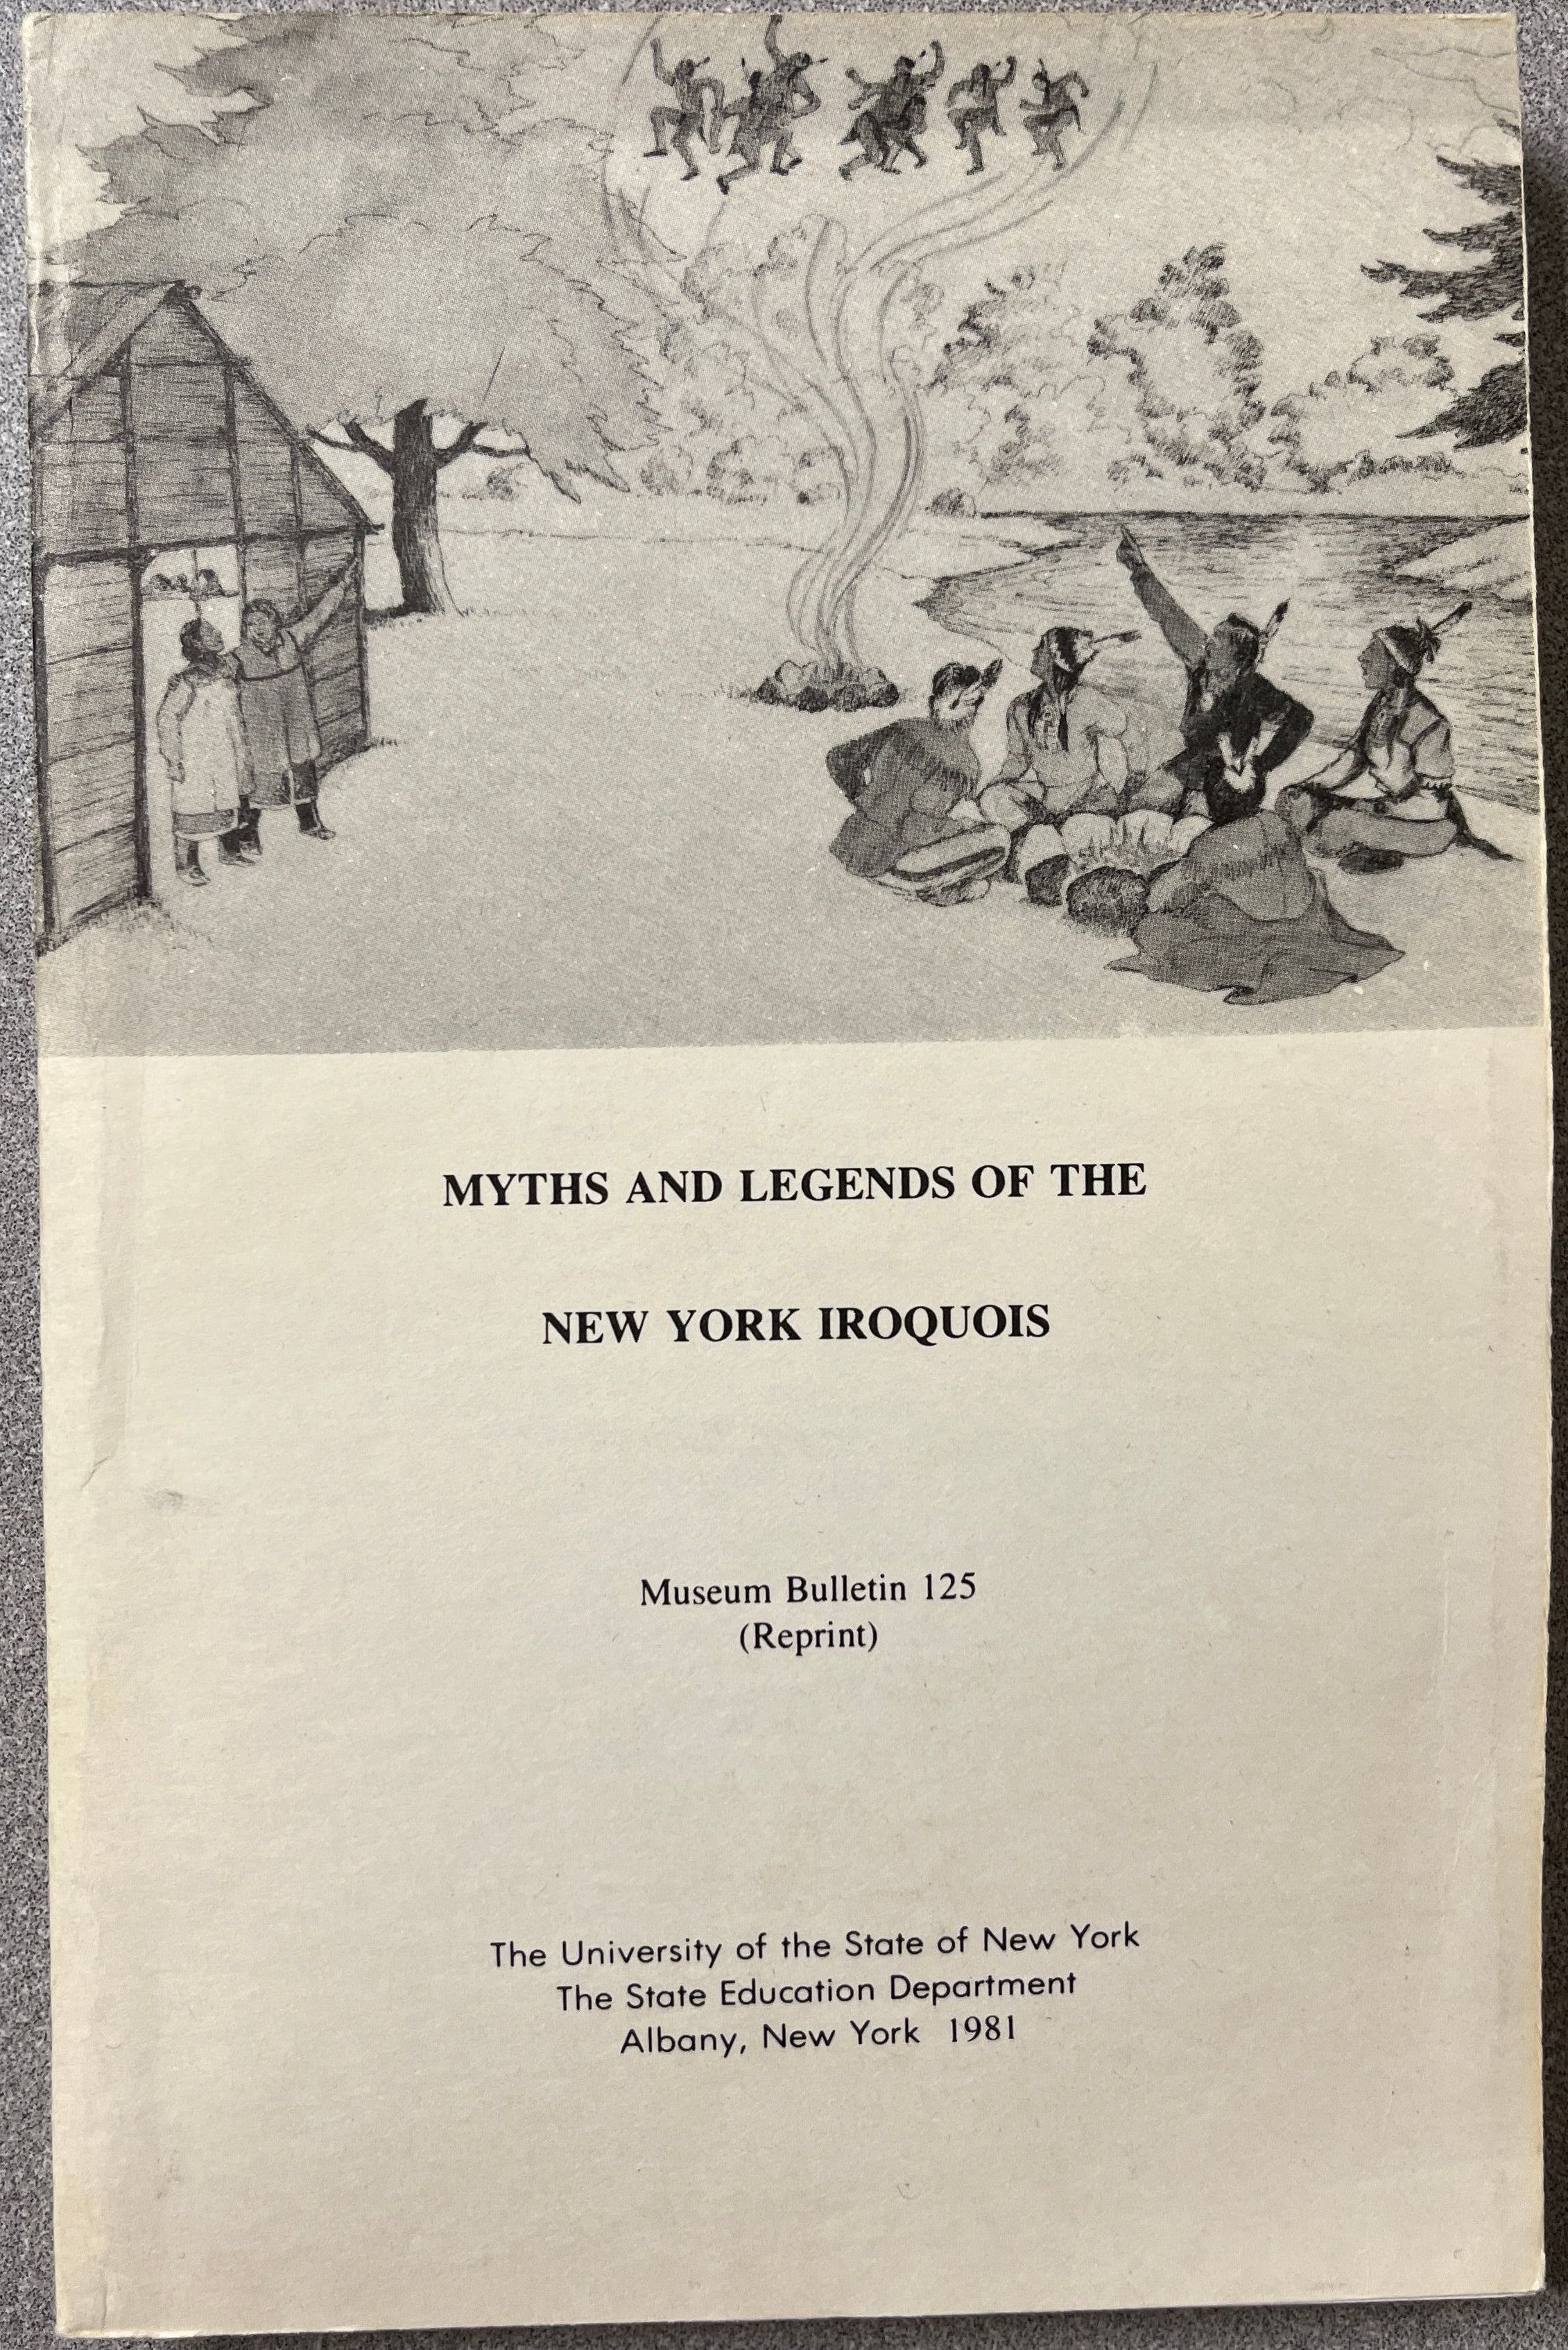 MYTHS AND LEGENDS OF THE
NEW YORK IROQUOIS
Museum Bulletin 125
(Reprint)
The University of the State of New York
The State Education Department
Albany, New York 1981